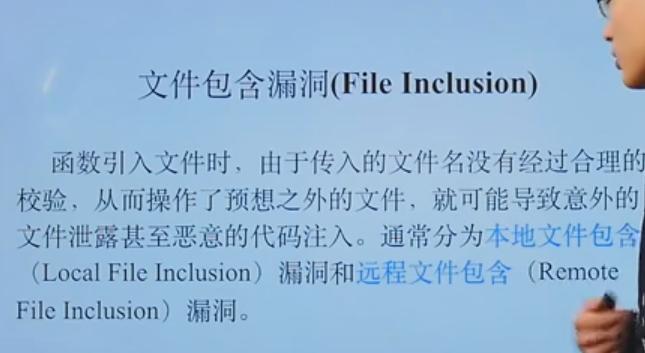 文件包含漏洞(File Inclusion)
函数引入文件时，由于传入的文件名没有经过合理的
校验，从而操作了预想之外的文件，就可能导致意外的
文件泄露甚至恶意的代码注入。通常分为本地文件包含
（Local File Inclusion）漏洞和远程文件包含（Remote
File Inclusion）漏洞。